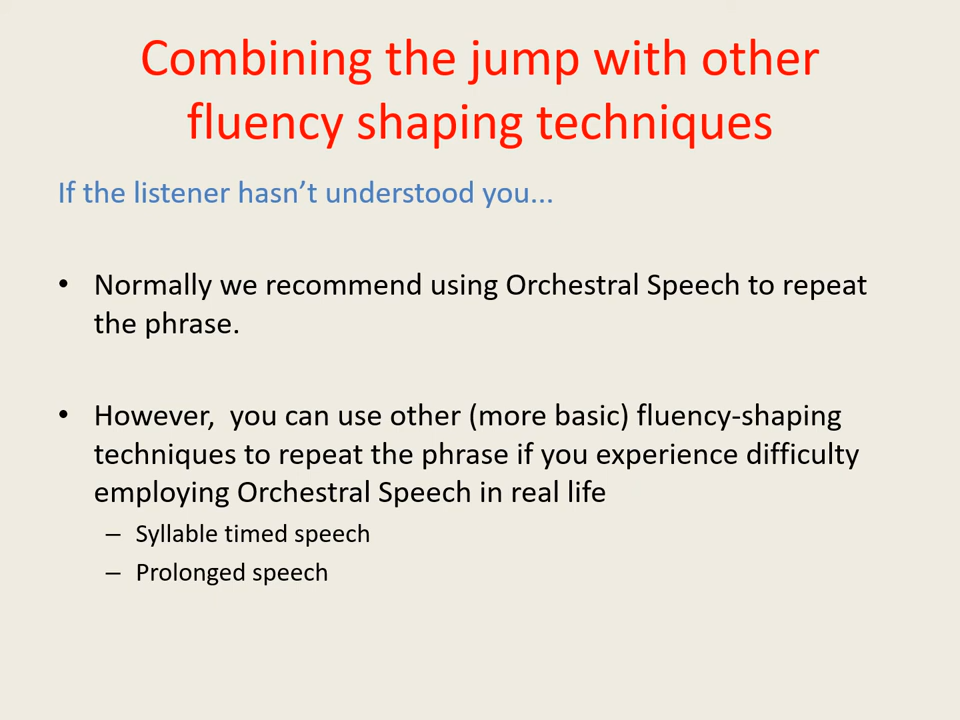 Combining the jump with other
fluency shaping techniques
If the listener hasn’t understood you...
• Normally we recommend using Orchestral Speech to repeat
the phrase.
• However,  you can use other (more basic) fluency-shaping
techniques to repeat the phrase if you experience difficulty
employing Orchestral Speech in real life
– Syllable timed speech
– Prolonged speech